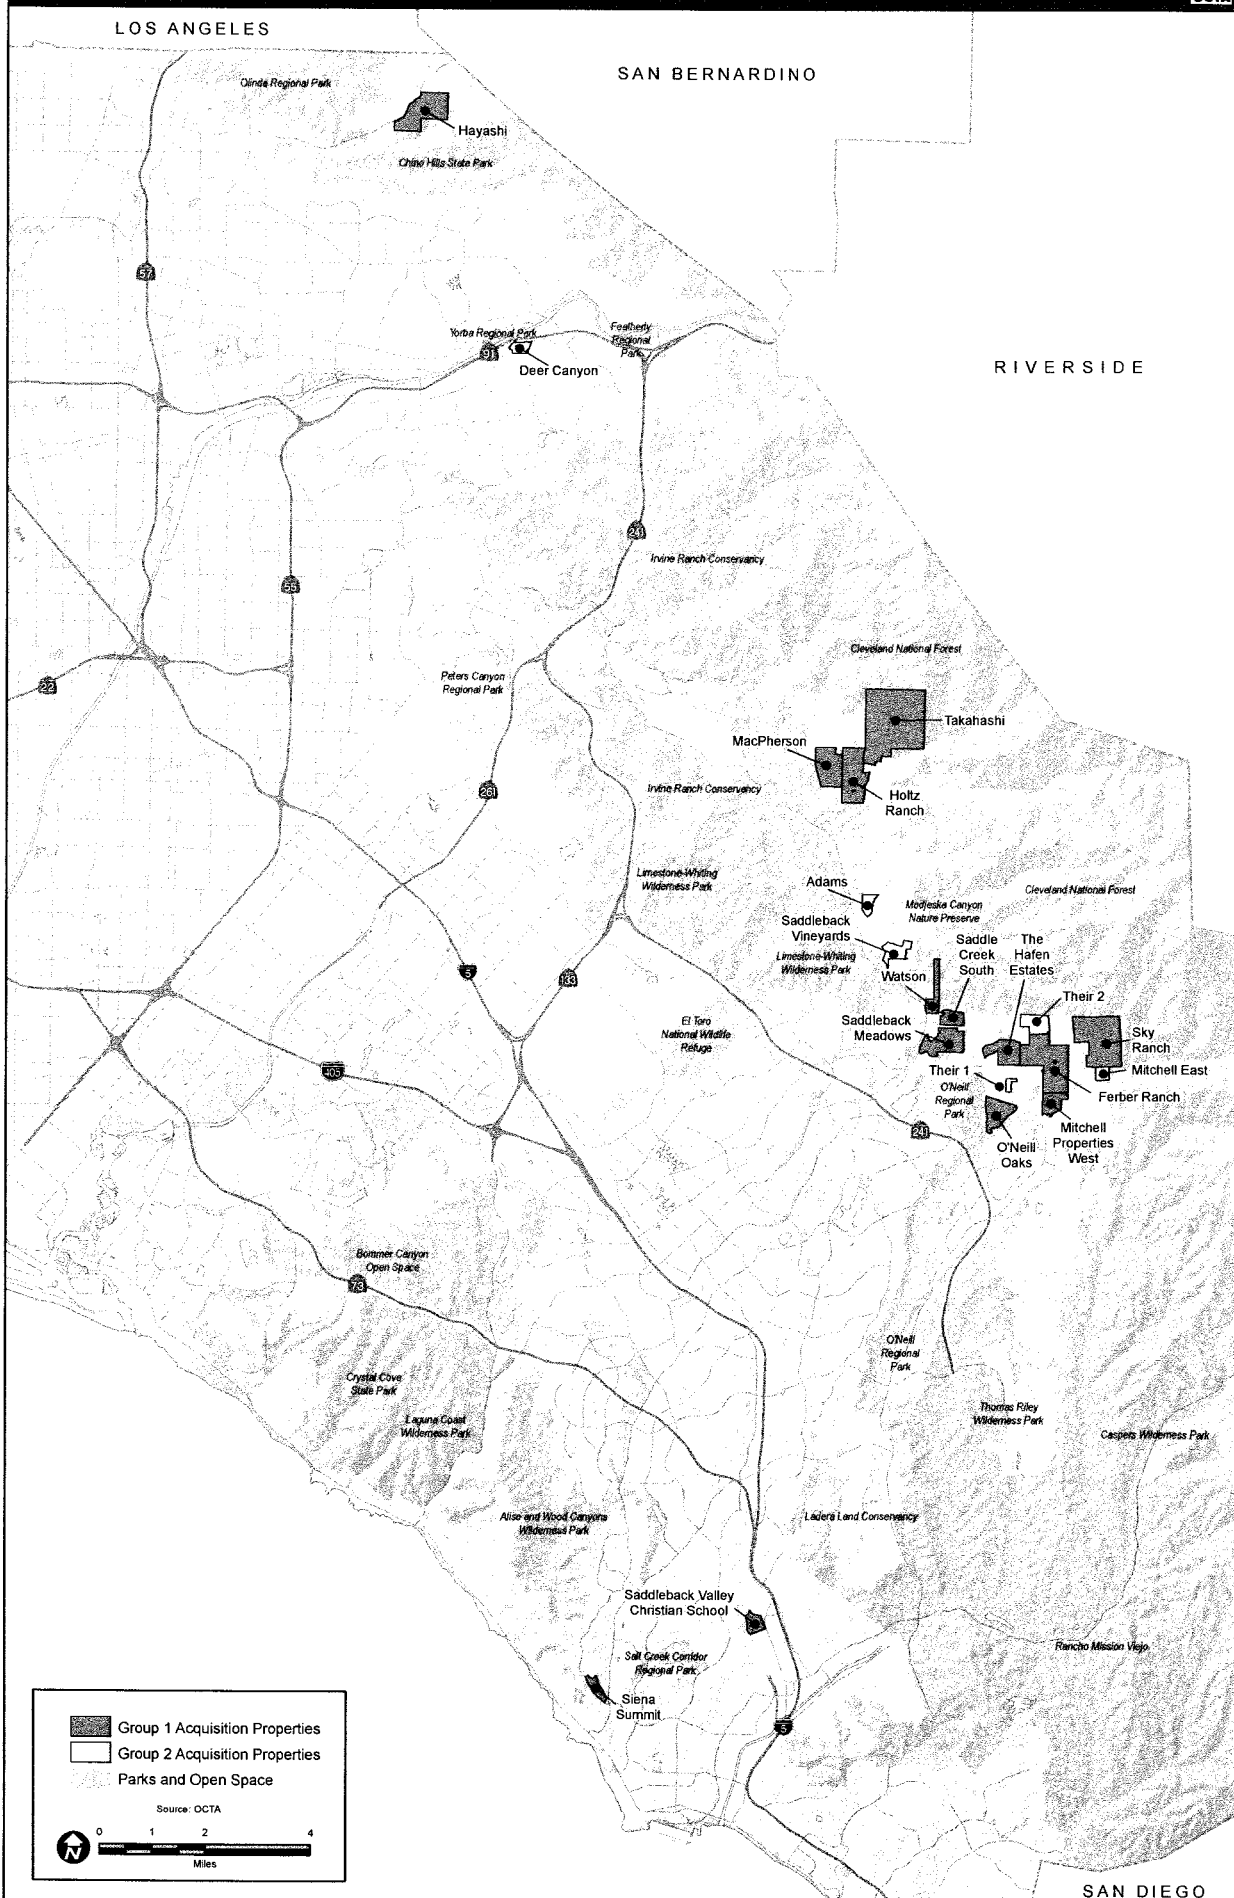 LOS ANGELES
SAN BERNARDINO
Olinda Regional Park
Hayashi
Chino Hills State Park
57
Yorba Regional Park
Featherly
Regional
Park
91
Deer Canyon
RIVERSIDE
241
Irvine Ranch Conservancy
55
Cleveland National Forest
22
Peters Canyon
Regional Park
Takahashi
MacPherson
261
Irvine Ranch Conservancy
Holtz
Ranch
Limestone-Whiting
Wilderness Park
Adams
Cleveland National Forest
Modjeska Canyon
Nature Preserve
Saddleback
Vineyards
Saddle
Creek
South
The
Hafen
Estates
Limestone-Whiting
Wilderness Park
5
133
Watson
Their 2
El Toro
National Wildlife
Refuge
Saddleback
Meadows
Sky
Ranch
405
Their 1
Mitchell East
O'Neill
Regional
Park
Ferber Ranch
241
O'Neill
Oaks
Mitchell
Properties
West
Bommer Canyon
Open Space
73
O'Neill
Regional
Park
Crystal Cove
State Park
Laguna Coast
Wilderness Park
Thomas Riley
Wilderness Park
Caspers Wilderness Park
Aliso and Wood Canyons
Wilderness Park
Ladera Land Conservancy
Saddleback Valley
Christian School
Salt Creek Corridor
Regional Park
Rancho Mission Viejo
Siena
Summit
5
Group 1 Acquisition Properties
Group 2 Acquisition Properties
Parks and Open Space
Source: OCTA
N
0 1 2 4
Miles
SAN DIEGO